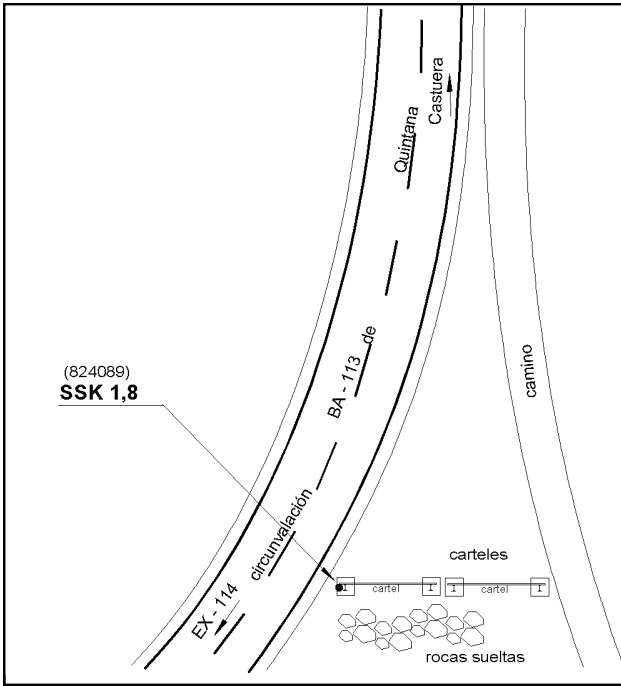 Castuera
Quintana
(824089)
SSK 1,8
BA - 113 de
camino
circunvalación
carteles
EX - 114
I cartel I
I cartel I
rocas sueltas